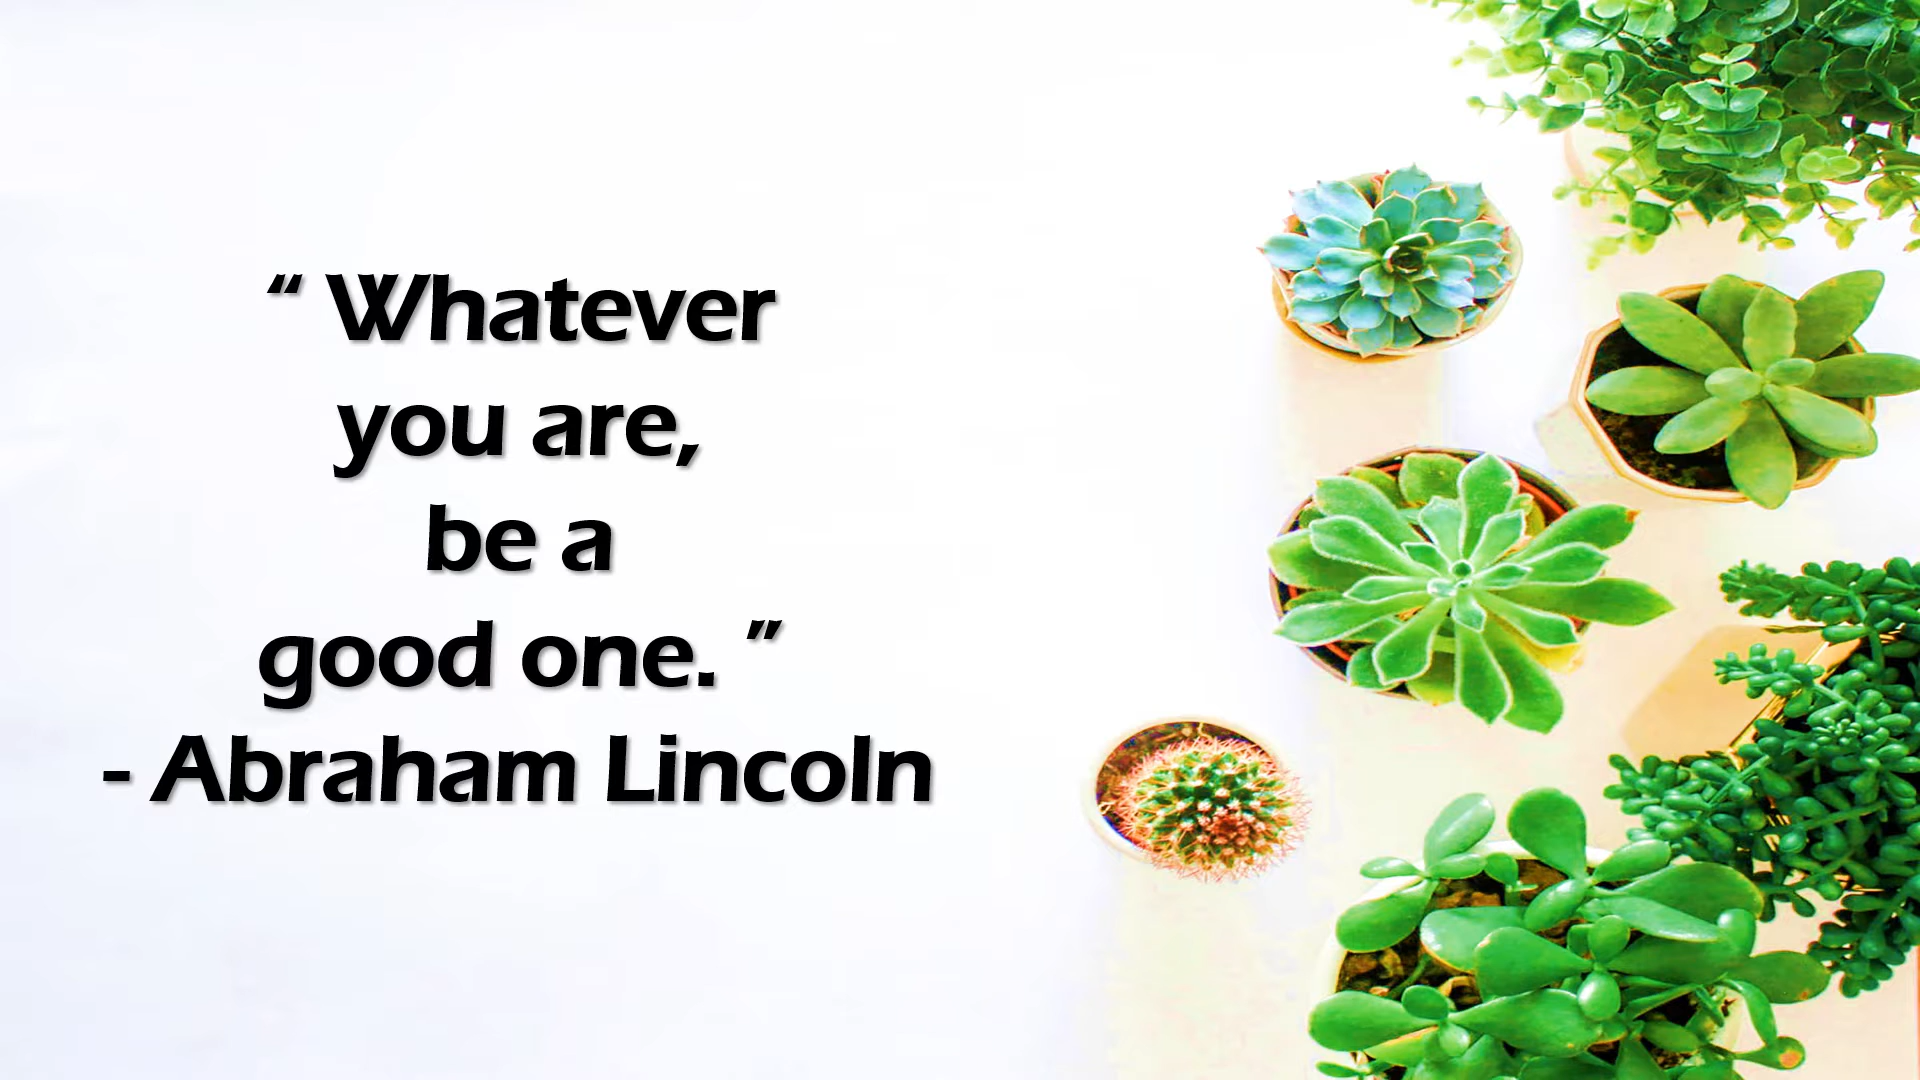 “ Whatever
you are,
be a
good one. ”
- Abraham Lincoln